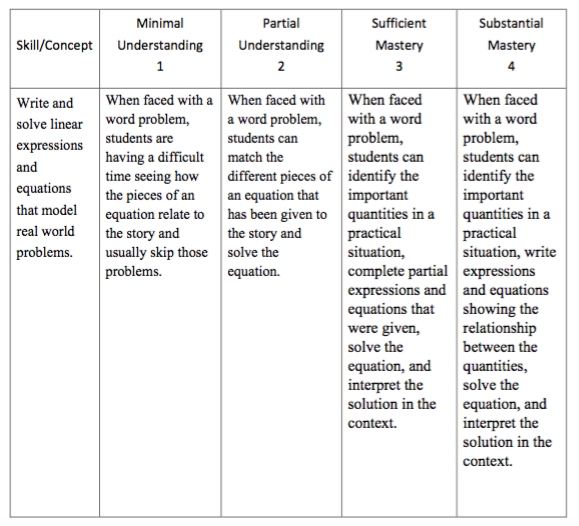 Skill/Concept
Minimal
Understanding
1
Partial
Understanding
2
Sufficient
Mastery
3
Substantial
Mastery
4
Write and
solve linear
expressions
and
equations
that model
real world
problems.
When faced with a
word problem,
students are
having a difficult
time seeing how
the pieces of an
equation relate to
the story and
usually skip those
problems.
When faced with
a word problem,
students can
match the
different pieces of
an equation that
has been given to
the story and
solve the
equation.
When faced
with a word
problem,
students can
identify the
important
quantities in a
practical
situation,
complete partial
expressions and
equations that
were given,
solve the
equation, and
interpret the
solution in the
context.
When faced
with a word
problem,
students can
identify the
important
quantities in a
practical
situation, write
expressions
and equations
showing the
relationship
between the
quantities,
solve the
equation, and
interpret the
solution in the
context.